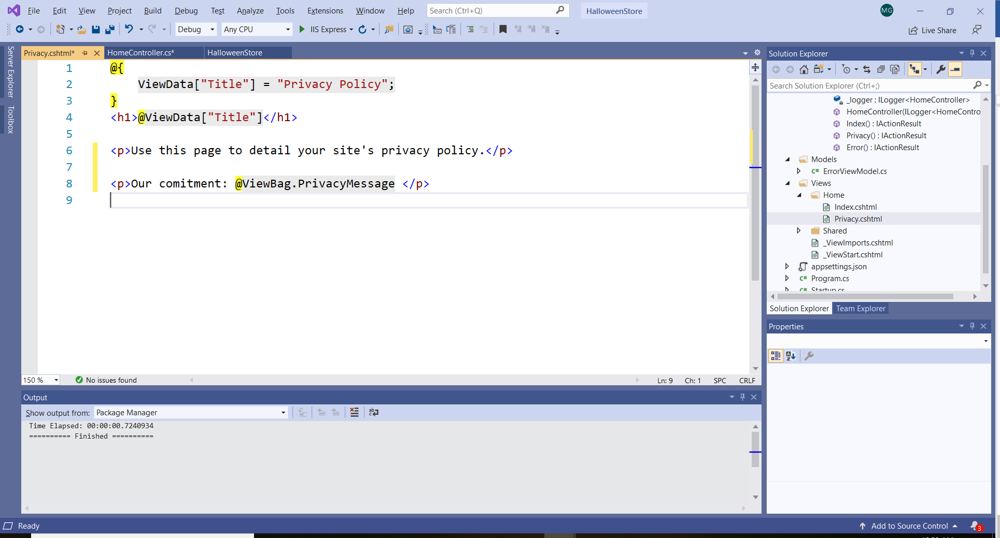 File Edit View Project Build Debug Test Analyze Tools Extensions Window Help Search (Ctrl+Q) HalloweenStore MG
Debug Any CPU IIS Express Live Share
Server Explorer
Toolbox
Privacy.cshtml* HomeController.cs* HalloweenStore
1 @{
2 ViewData["Title"] = "Privacy Policy";
3 }
4 <h1>@ViewData["Title"]</h1>
5
6 <p>Use this page to detail your site's privacy policy.</p>
7
8 <p>Our comitment: @ViewBag.PrivacyMessage </p>
9
150 % No issues found Ln: 9 Ch: 1 SPC CRLF
Output
Show output from: Package Manager
Time Elapsed: 00:00:00.7240934
========== Finished ==========
Solution Explorer
Search Solution Explorer (Ctrl+;)
_logger : ILogger<HomeController>
HomeController(ILogger<HomeContro
Index() : IActionResult
Privacy() : IActionResult
Error() : IActionResult
Models
C# ErrorViewModel.cs
Views
Home
Index.cshtml
Privacy.cshtml
Shared
_ViewImports.cshtml
_ViewStart.cshtml
appsettings.json
C# Program.cs
C# Startup.cs
Solution Explorer Team Explorer
Properties
Ready Add to Source Control 3